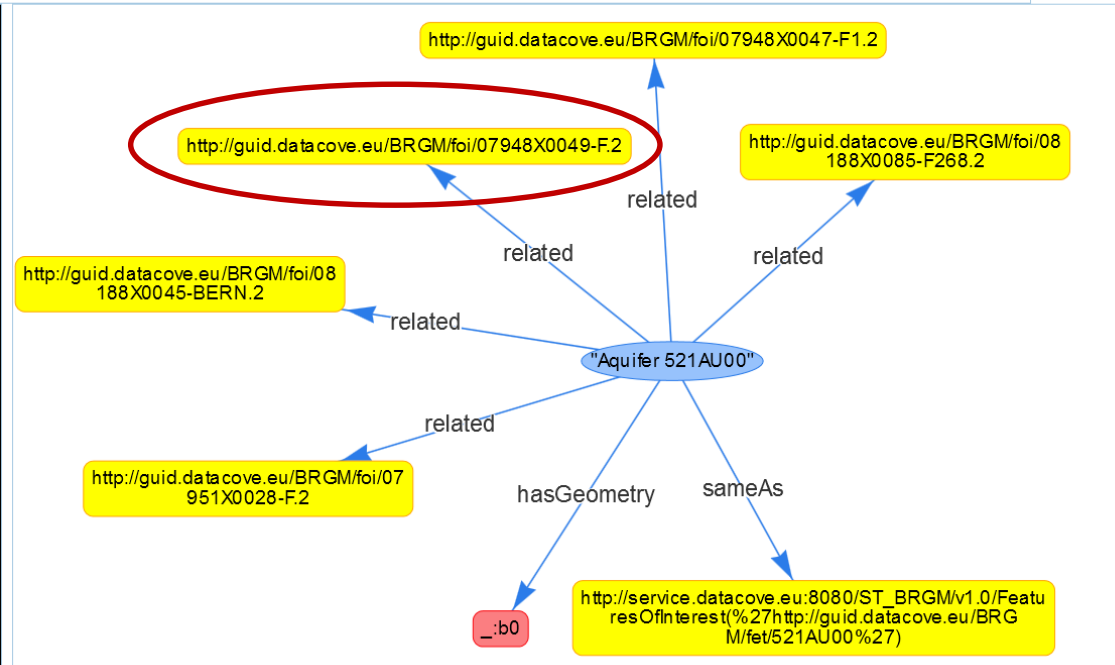 http://guid.datacove.eu/BRGM/foi/07948X0047-F1.2
http://guid.datacove.eu/BRGM/foi/07948X0049-F.2
http://guid.datacove.eu/BRGM/foi/08
188X0085-F268.2
related
related
related
http://guid.datacove.eu/BRGM/foi/08
188X0045-BERN.2
related
"Aquifer 521AU00"
related
http://guid.datacove.eu/BRGM/foi/07
951X0028-F.2
hasGeometry
sameAs
_:b0
http://service.datacove.eu:8080/ST_BRGM/v1.0/Featu
resOfInterest(%27http://guid.datacove.eu/BRG
M/fet/521AU00%27)